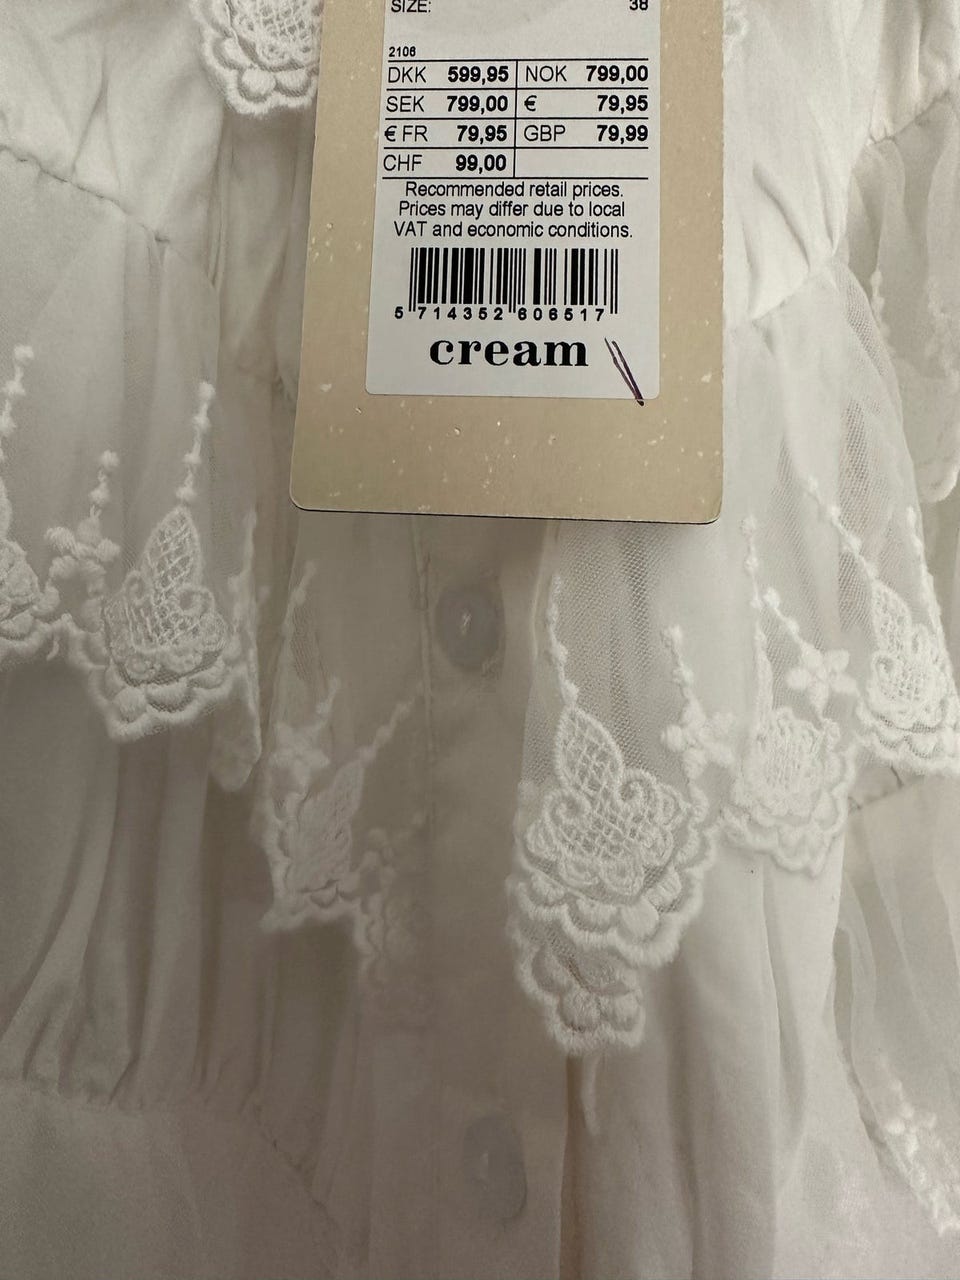 SIZE: 38
2106
DKK 599,95 NOK 799,00
SEK 799,00 € 79,95
€ FR 79,95 GBP 79,99
CHF 99,00
Recommended retail prices.
Prices may differ due to local
VAT and economic conditions.
5 714352 606517
cream